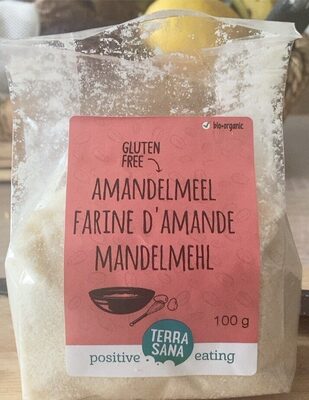 bio+organic
GLUTEN
FREE
AMANDELMEEL
FARINE D'AMANDE
MANDELMEHL
100 g
TERRA
SANA
positive eating